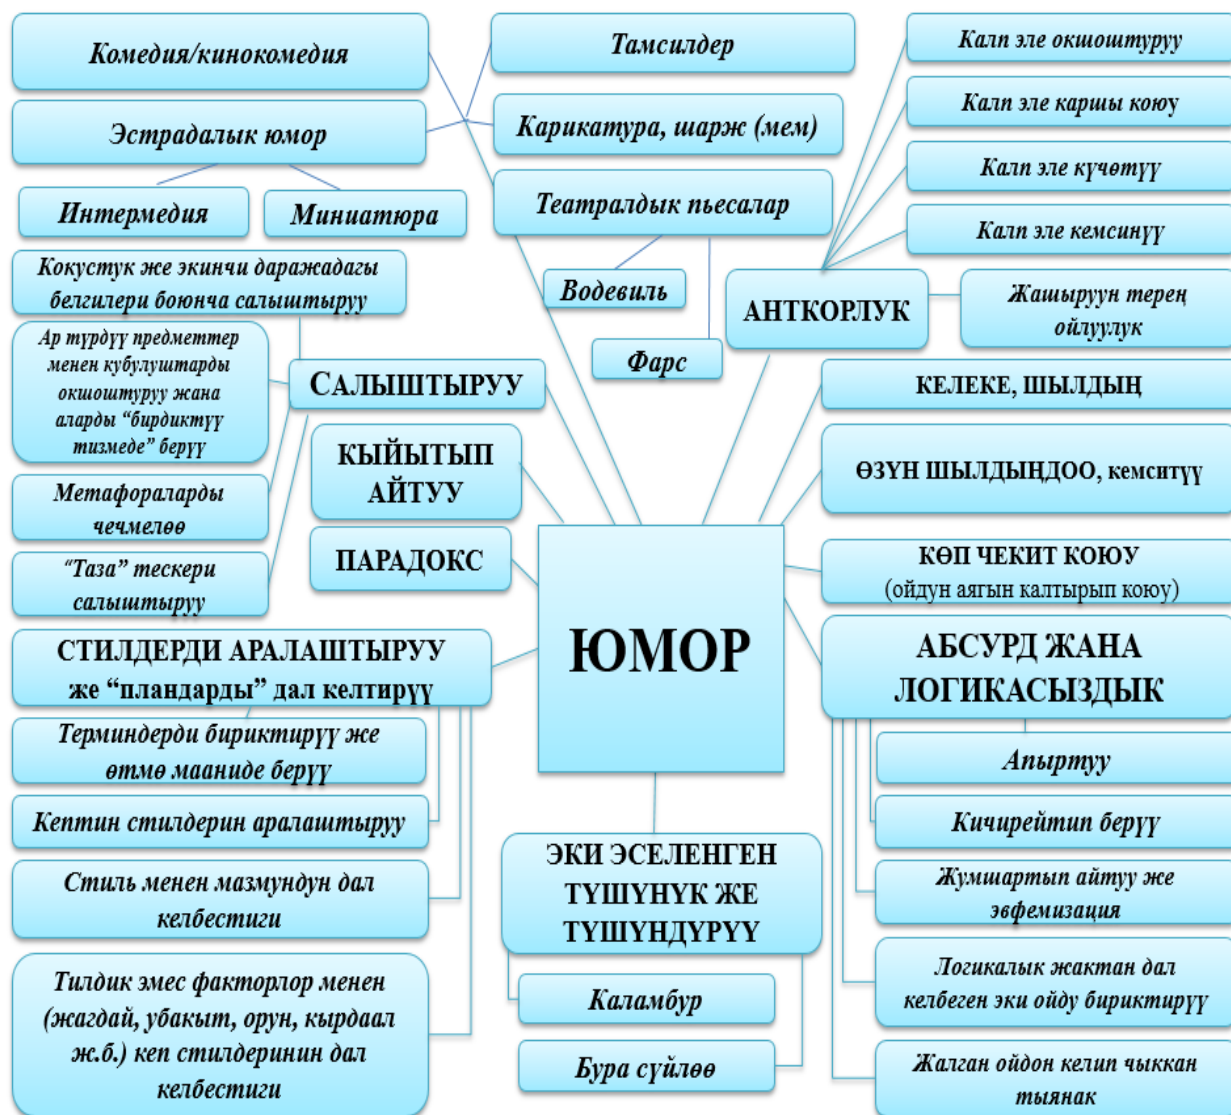 Комедия/кинокомедия
Тамсилдер
Калп эле окшоштуруу
Эстрадалык юмор
Карикатура, шарж (мем)
Калп эле каршы коюу
Калп эле күчөтүү
Интермедия
Миниатюра
Театралдык пьесалар
Калп эле кемсинүү
Кокустук же экинчи даражадагы
белгилери боюнча салыштыруу
Водевиль
АНТКОРЛУК
Жашыруун терең
ойлуулук
Ар түрдүү предметтер
менен кубулуштарды
окшоштуруу жана
аларды “бирдиктүү
тизмеде” берүү
САЛЫШТЫРУУ
Фарс
КЕЛЕКЕ, ШЫЛДЫҢ
КЫЙЫТЫП
АЙТУУ
ӨЗҮН ШЫЛДЫҢДОО, кемситүү
Метафораларды
чечмелөө
ПАРАДОКС
“Таза” тескери
салыштыруу
КӨП ЧЕКИТ КОЮУ
(ойдун аягын калтырып коюу)
ЮМОР
СТИЛДЕРДИ АРАЛАШТЫРУУ
же “пландарды” дал келтирүү
АБСУРД ЖАНА
ЛОГИКАСЫЗДЫК
Терминдерди бириктирүү же
өтмө мааниде берүү
Апыртуу
Кептин стилдерин аралаштыруу
Кичирейтип берүү
ЭКИ ЭСЕЛЕНГЕН
ТҮШҮНҮК ЖЕ
ТҮШҮНДҮРҮҮ
Стиль менен мазмундун дал
келбестиги
Жумшартып айтуу же
эвфемизация
Тилдик эмес факторлор менен
(жагдай, убакыт, орун, кырдаал
ж.б.) кеп стилдеринин дал
келбестиги
Каламбур
Логикалык жактан дал
келбеген эки ойду бириктирүү
Бура сүйлөө
Жалган ойдон келип чыккан
тыянак